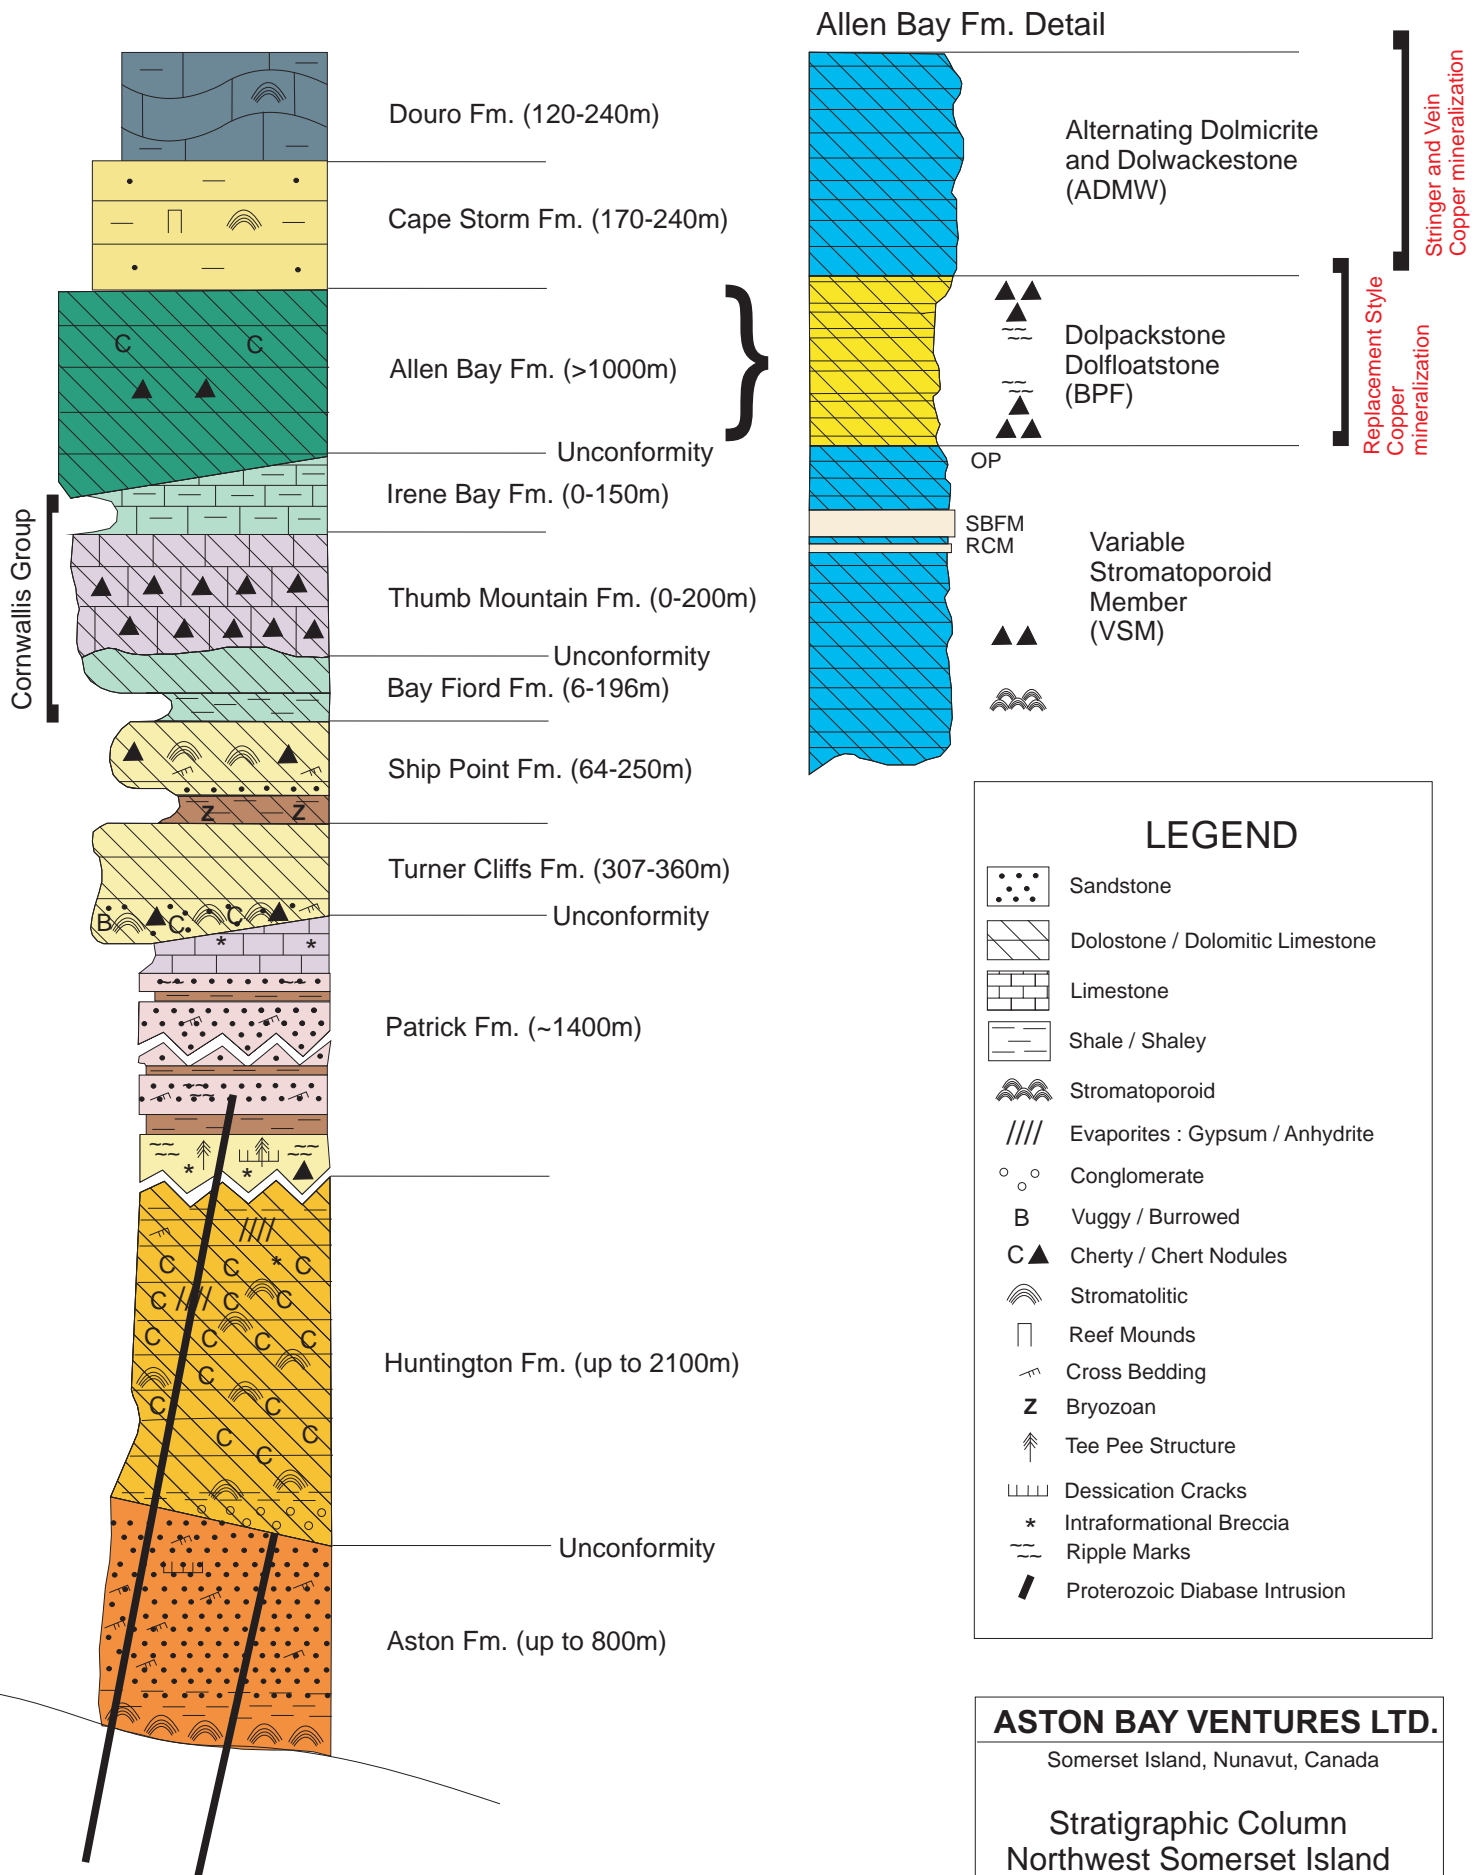 Allen Bay Fm. Detail
Douro Fm. (120-240m)
Cape Storm Fm. (170-240m)
C C
Allen Bay Fm. (>1000m)
Unconformity
Irene Bay Fm. (0-150m)
Cornwallis Group
Thumb Mountain Fm. (0-200m)
Unconformity
Bay Fiord Fm. (6-196m)
Ship Point Fm. (64-250m)
Z Z
Turner Cliffs Fm. (307-360m)
B C C
Unconformity
* *
Patrick Fm. (~1400m)
* *
C C * C
C C C
C C C C
C
C
C C
C
Huntington Fm. (up to 2100m)
Unconformity
Aston Fm. (up to 800m)
Alternating Dolmicrite
and Dolwackestone
(ADMW)
Stringer and Vein
Copper mineralization
Dolpackstone
Dolfloatstone
(BPF)
Replacement Style
Copper
mineralization
OP
SBFM
RCM
Variable
Stromatoporoid
Member
(VSM)
LEGEND
Sandstone
Dolostone / Dolomitic Limestone
Limestone
Shale / Shaley
Stromatoporoid
Evaporites : Gypsum / Anhydrite
Conglomerate
B Vuggy / Burrowed
C Cherty / Chert Nodules
Stromatolitic
Reef Mounds
Cross Bedding
Z Bryozoan
Tee Pee Structure
Dessication Cracks
* Intraformational Breccia
Ripple Marks
Proterozoic Diabase Intrusion
ASTON BAY VENTURES LTD.
Somerset Island, Nunavut, Canada
Stratigraphic Column
Northwest Somerset Island